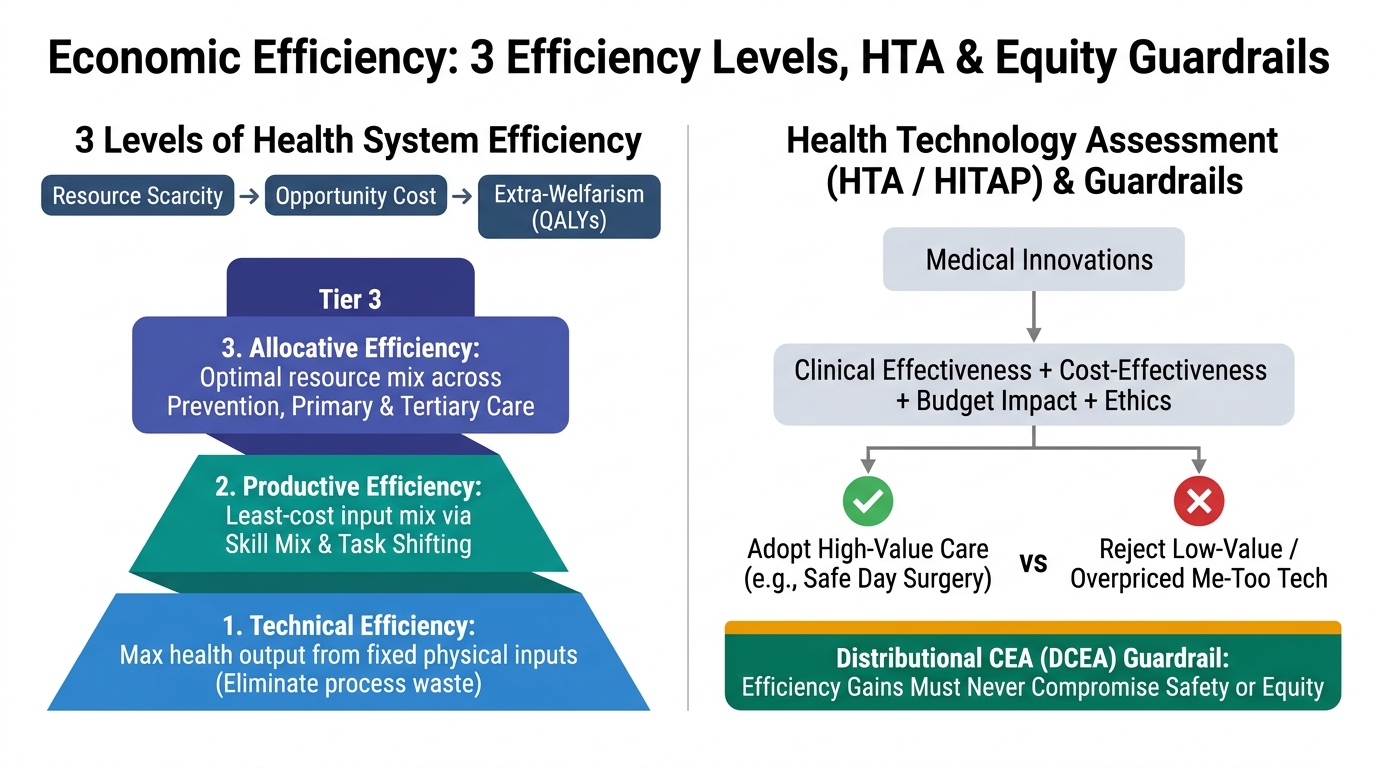 Economic Efficiency: 3 Efficiency Levels, HTA & Equity Guardrails
3 Levels of Health System Efficiency
Resource Scarcity
Opportunity Cost
Extra-Welfarism
(QALYs)
Tier 3
3. Allocative Efficiency:
Optimal resource mix across
Prevention, Primary & Tertiary Care
2. Productive Efficiency:
Least-cost input mix via
Skill Mix & Task Shifting
1. Technical Efficiency:
Max health output from fixed physical inputs
(Eliminate process waste)
Health Technology Assessment
(HTA / HITAP) & Guardrails
Medical Innovations
Clinical Effectiveness + Cost-Effectiveness
+ Budget Impact + Ethics
Adopt High-Value Care
(e.g., Safe Day Surgery)
vs
Reject Low-Value /
Overpriced Me-Too Tech
Distributional CEA (DCEA) Guardrail:
Efficiency Gains Must Never Compromise Safety or Equity